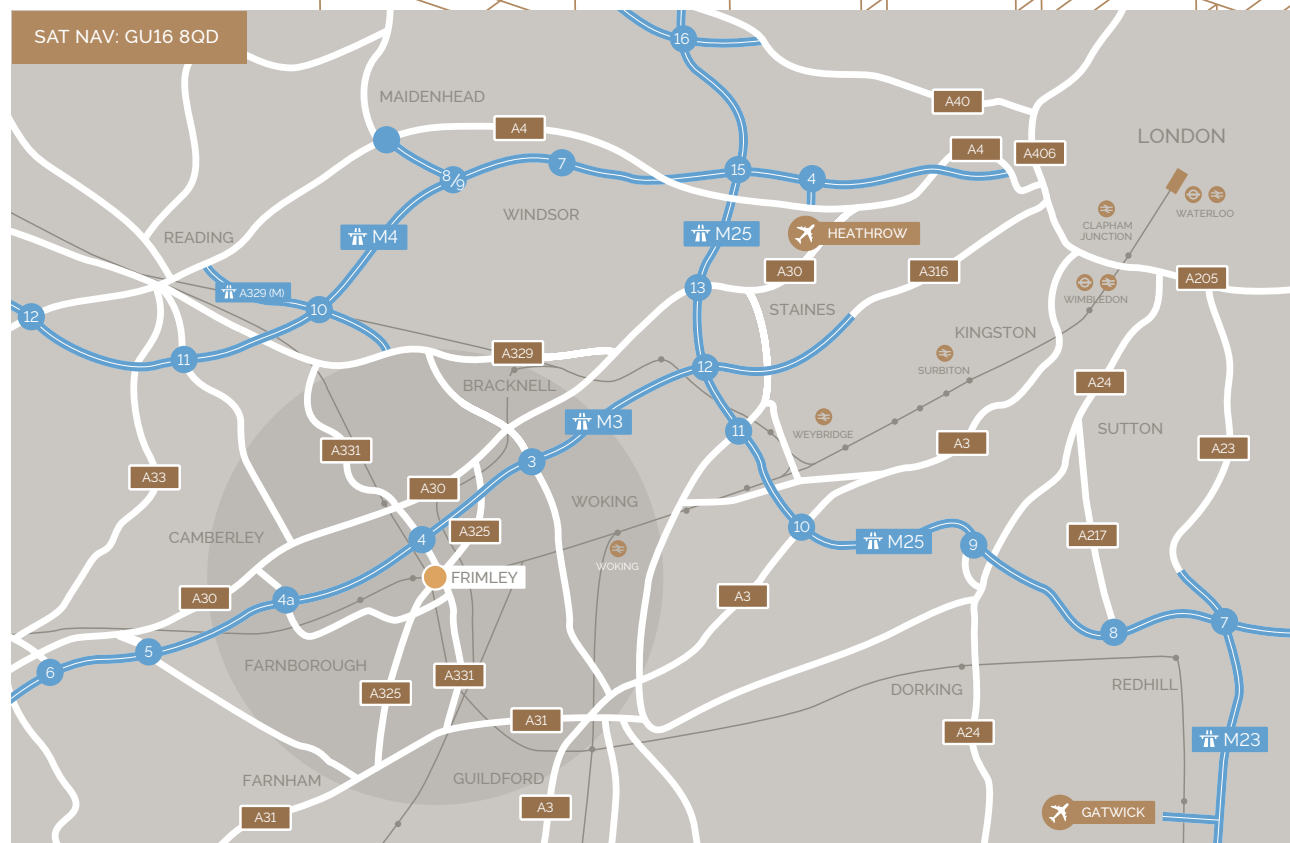 SAT NAV: GU16 8QD
16
MAIDENHEAD
A40
A4
A4
A406
LONDON
8/9
7
15
4
WINDSOR
CLAPHAM
JUNCTION
WATERLOO
READING
M4
M25
HEATHROW
A30
A316
A205
A329 (M)
13
WIMBLEDON
12
10
STAINES
KINGSTON
11
A329
12
SURBITON
BRACKNELL
A24
M3
WEYBRIDGE
11
SUTTON
A331
3
A3
A23
A33
A30
WOKING
CAMBERLEY
4
A325
10
M25
9
A217
WOKING
FRIMLEY
A30
4a
A3
8
7
6
5
FARNBOROUGH
A331
A325
DORKING
REDHILL
A31
A24
M23
FARNHAM
GUILDFORD
A31
A3
GATWICK